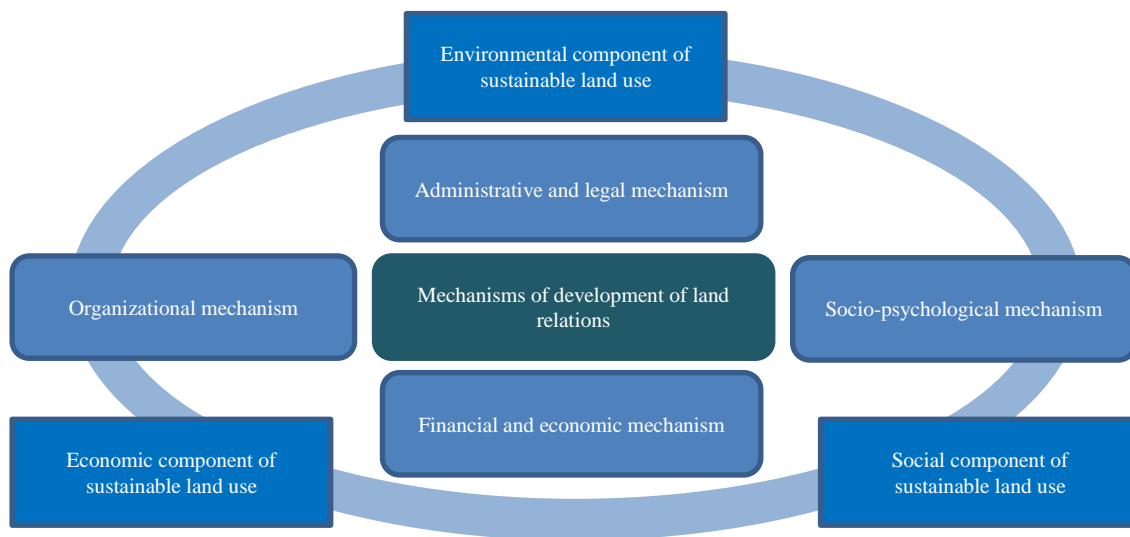 Environmental component of
sustainable land use
Administrative and legal mechanism
Organizational mechanism
Mechanisms of development of land
relations
Socio-psychological mechanism
Financial and economic mechanism
Economic component of
sustainable land use
Social component of
sustainable land use